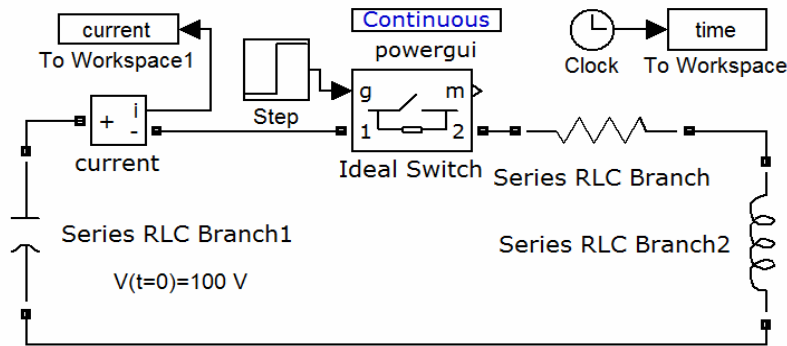 current
To Workspace1
Continuous
powergui
Clock
time
To Workspace
Step
g
m
1
2
Ideal Switch
+
i
-
current
Series RLC Branch
Series RLC Branch1
Series RLC Branch2
V(t=0)=100 V